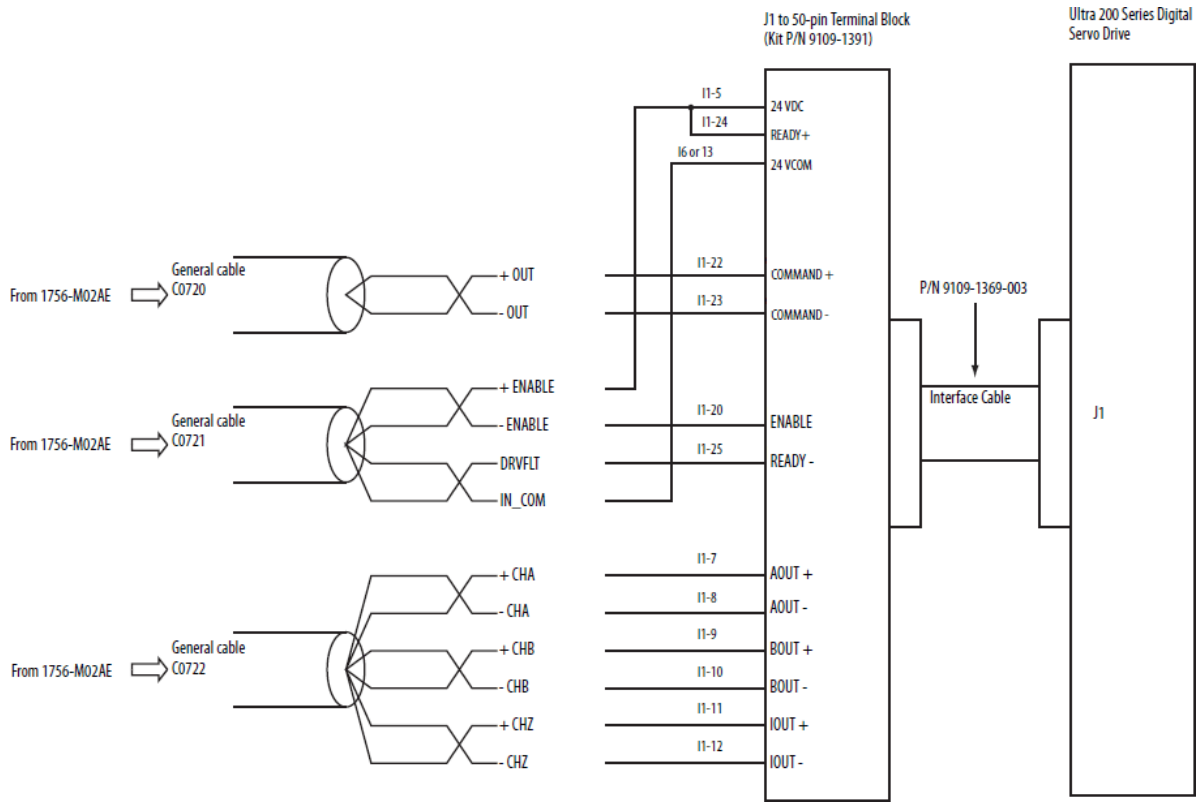 J1 to 50-pin Terminal Block
(Kit P/N 9109-1391)
Ultra 200 Series Digital
Servo Drive
I1-5
24 VDC
I1-24
READY+
I6 or 13
24 VCOM
From 1756-M02AE
General cable
C0720
+ OUT
I1-22
COMMAND +
- OUT
I1-23
COMMAND -
P/N 9109-1369-003
Interface Cable
J1
From 1756-M02AE
General cable
C0721
+ ENABLE
- ENABLE
I1-20
ENABLE
DRVFLT
I1-25
READY -
IN_COM
From 1756-M02AE
General cable
C0722
+ CHA
I1-7
AOUT +
- CHA
I1-8
AOUT -
+ CHB
I1-9
BOUT +
- CHB
I1-10
BOUT -
+ CHZ
I1-11
IOUT +
- CHZ
I1-12
IOUT -